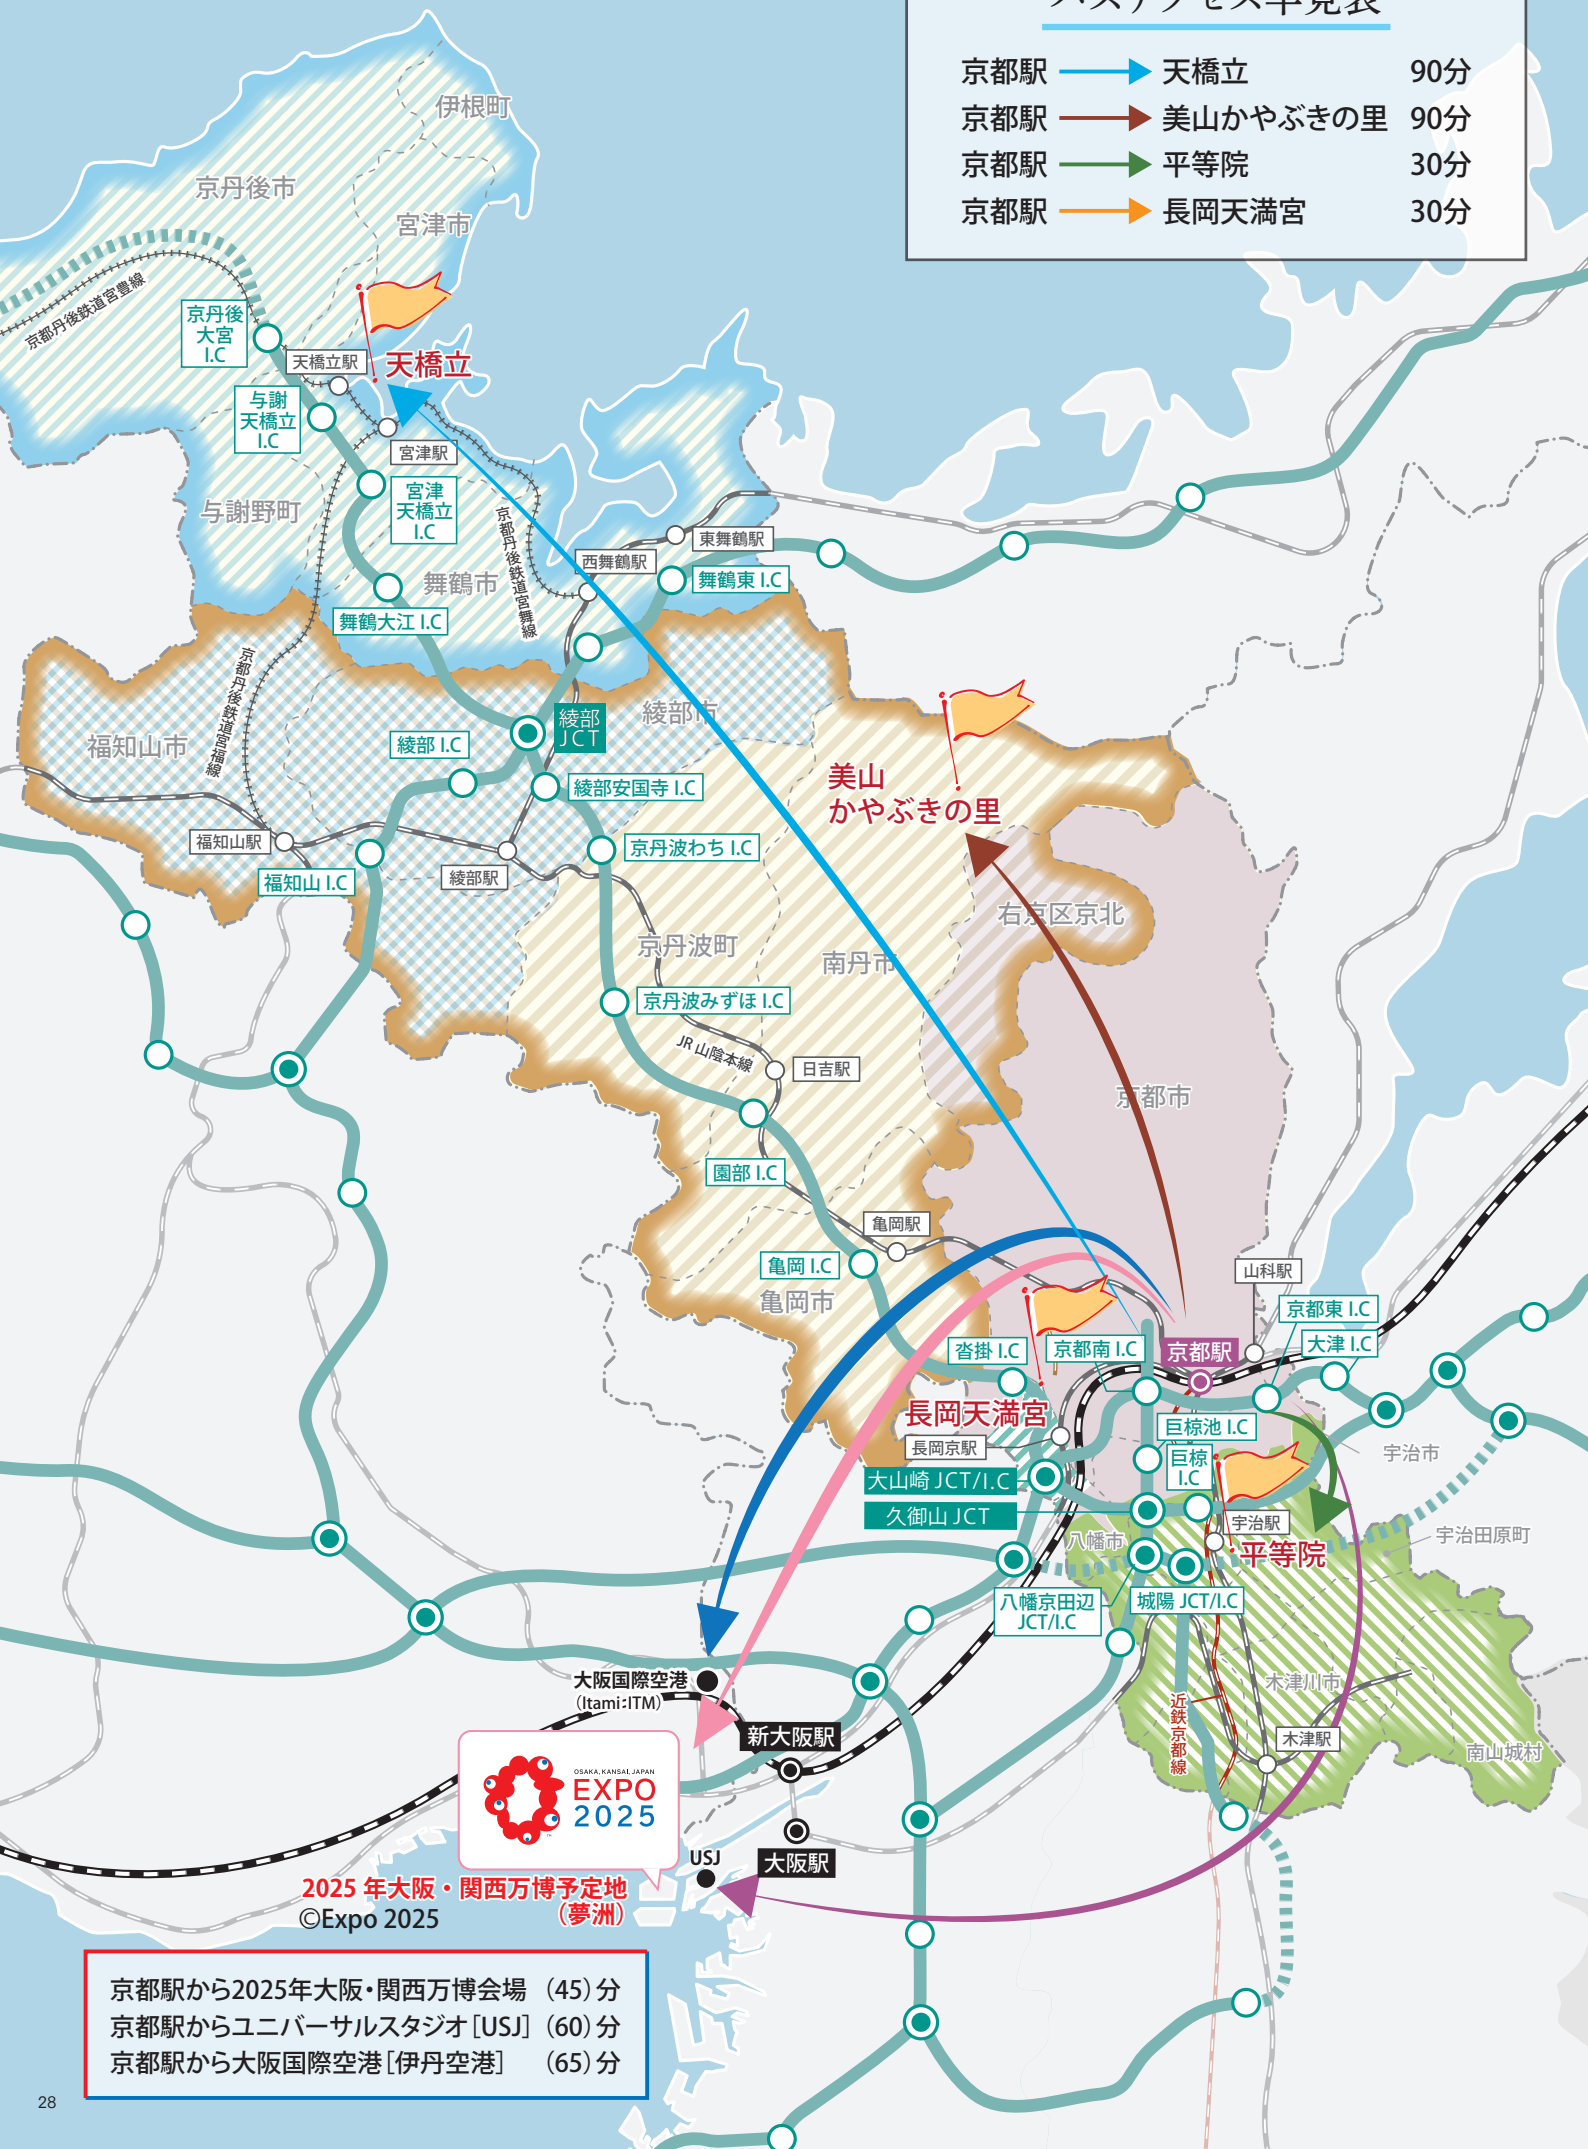 バスアクセス早見表
京都駅 天橋立 90分
京都駅 美山かやぶきの里 90分
京都駅 平等院 30分
京都駅 長岡天満宮 30分
伊根町
京丹後市
宮津市
京都丹後鉄道宮豊線
京丹後
大宮
I.C
天橋立駅
天橋立
与謝
天橋立
I.C
宮津駅
宮津
天橋立
I.C
与謝野町
京都丹後鉄道宮舞線
東舞鶴駅
西舞鶴駅
舞鶴東 I.C
舞鶴市
舞鶴大江 I.C
京都丹後鉄道宮福線
福知山市
綾部市
綾部
JCT
綾部 I.C
綾部安国寺 I.C
美山
かやぶきの里
福知山駅
京丹波わち I.C
綾部駅
福知山 I.C
右京区京北
京丹波町
南丹市
京丹波みずほ I.C
JR 山陰本線
日吉駅
京都市
園部 I.C
亀岡駅
亀岡 I.C
亀岡市
山科駅
京都東 I.C
大津 I.C
沓掛 I.C
京都南 I.C
京都駅
長岡天満宮
長岡京駅
巨椋池 I.C
巨椋
I.C
宇治市
大山崎 JCT/I.C
久御山 JCT
宇治駅
八幡市
平等院
宇治田原町
八幡京田辺
JCT/I.C
城陽 JCT/I.C
大阪国際空港
（Itami:ITM）
木津川市
近鉄京都線
新大阪駅
木津駅
南山城村
OSAKA, KANSAI, JAPAN
EXPO
2025
™
USJ
大阪駅
2025 年大阪・関西万博予定地
（夢洲）
©Expo 2025
京都駅から2025年大阪・関西万博会場 （45）分
京都駅からユニバーサルスタジオ［USJ］（60）分
京都駅から大阪国際空港［伊丹空港］ （65）分
28